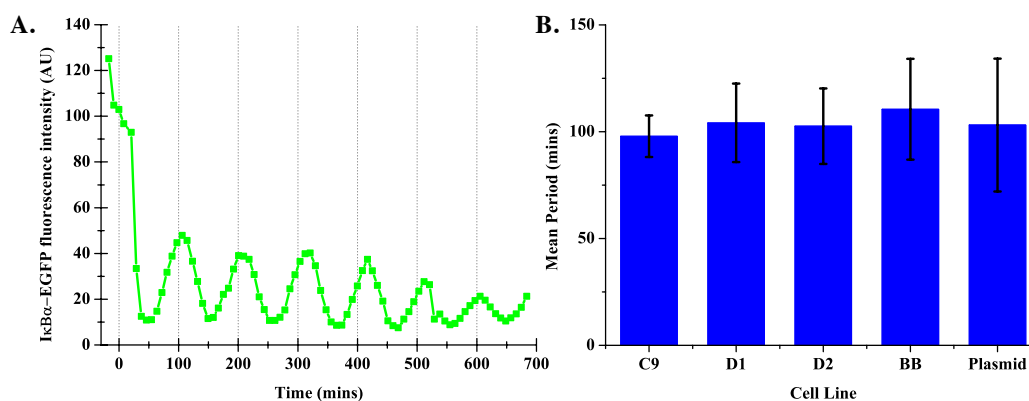 A.
IκBα–EGFP fluorescence intensity (AU)
140
120
100
80
60
40
20
0
0 100 200 300 400 500 600 700
Time (mins)
B.
Mean Period (mins)
150
100
50
0
C9 D1 D2 BB Plasmid
Cell Line